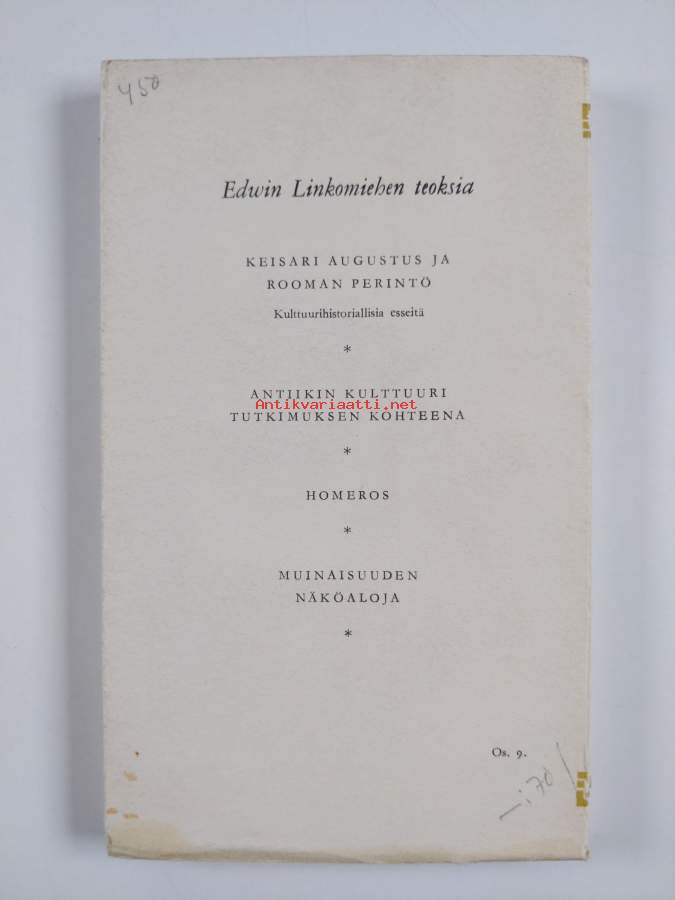 450
Edwin Linkomiehen teoksia
KEISARI AUGUSTUS JA
ROOMAN PERINTÖ
Kulttuurihistoriallisia esseitä
*
ANTIIKIN KULTTUURI
Antikvariaatti.net
TUTKIMUKSEN KOHTEENA
*
HOMEROS
*
MUINAISUUDEN
NÄKÖALOJA
*
Os. 9.
—:70/